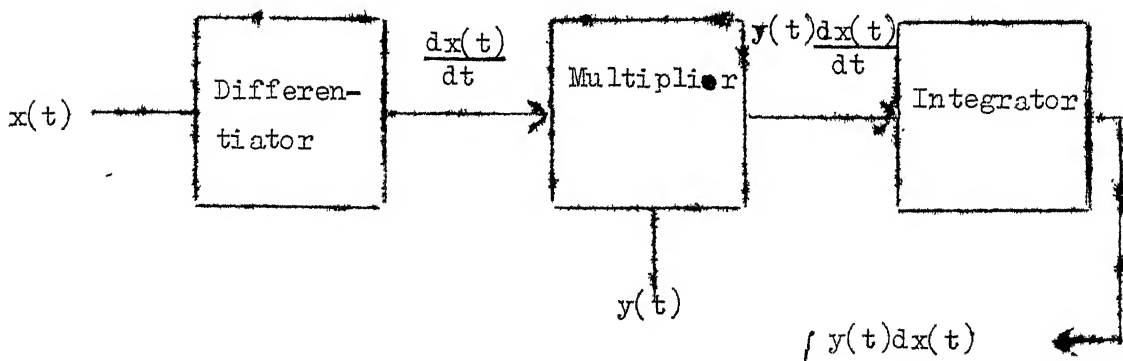 x(t)
Differen-
tiator
dx(t)
dt
Multiplier
y(t)
y(t)dx(t)
dt
Integrator
∫ y(t)dx(t)